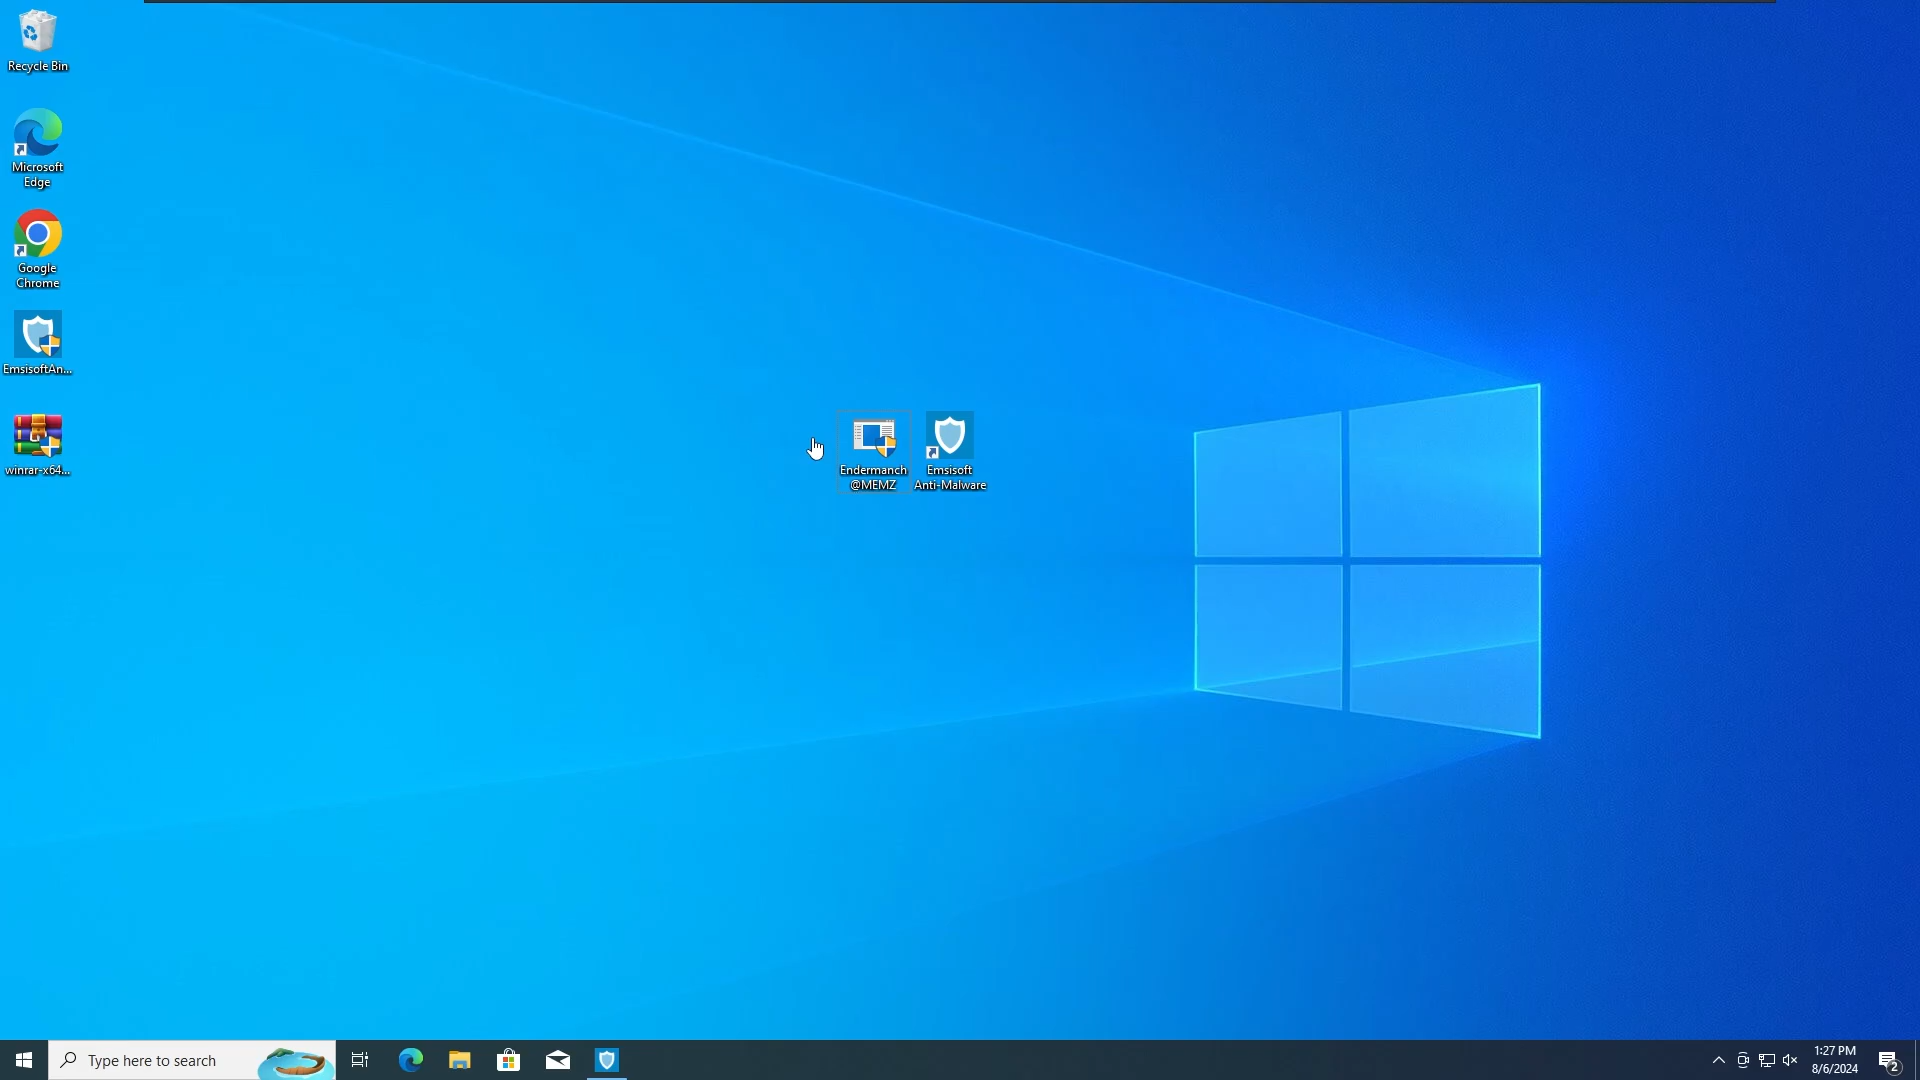 Recycle Bin
Microsoft
Edge
Google
Chrome
EmsisoftAn...
winrar-x64...
Endermanch
@MEMZ
Emsisoft
Anti-Malware
Type here to search
1:27 PM
8/6/2024
2